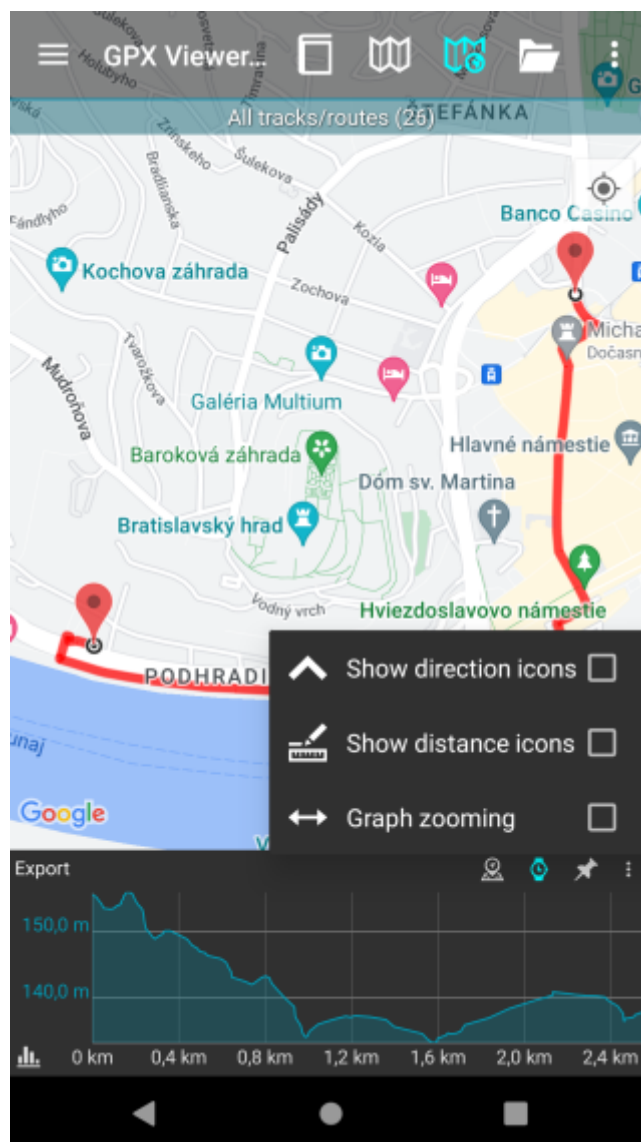 GPX Viewer...
All tracks/routes (26)
ŠTEFÁNKA
Holubyho
Timravina
Zrínskeho
Bradlianska
Šulekova
Palisády
Kozia
Banco Casino
Kochova záhrada
Zochova
Micha
Dočasn
Tvarožkova
Mudroňova
Galéria Multium
Baroková záhrada
Hlavné námestie
Dóm sv. Martina
Bratislavský hrad
Vodný vrch
Hviezdoslavovo námestie
PODHRADI
Show direction icons
Show distance icons
Graph zooming
unaj
Google
Export
150,0 m
140,0 m
0 km
0,4 km
0,8 km
1,2 km
1,6 km
2,0 km
2,4 km